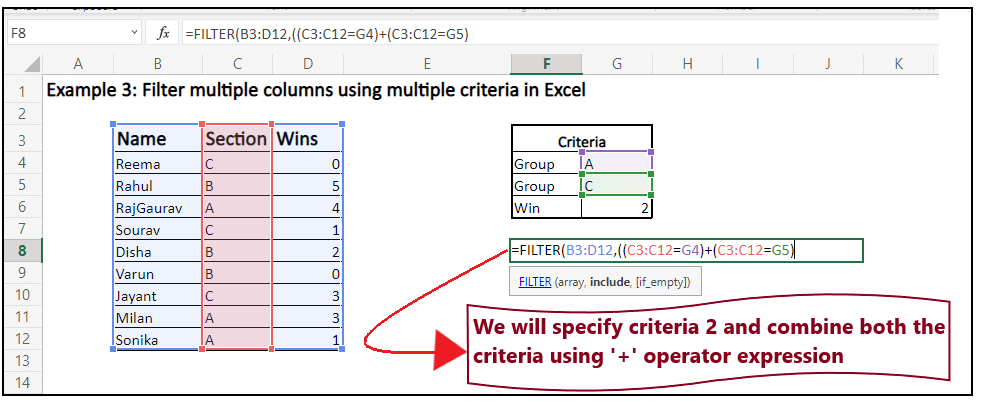 F8 fx =FILTER(B3:D12,((C3:C12=G4)+(C3:C12=G5)
A B C D E F G H I J K
1 Example 3: Filter multiple columns using multiple criteria in Excel
2
3 Name Section Wins Criteria
4 Reema C 0 Group A
5 Rahul B 5 Group C
6 RajGaurav A 4 Win 2
7 Sourav C 1
8 Disha B 2 =FILTER(B3:D12,((C3:C12=G4)+(C3:C12=G5)
9 Varun B 0 FILTER (array, include, [if_empty])
10 Jayant C 3
11 Milan A 3 We will specify criteria 2 and combine both the
12 Sonika A 1 criteria using '+' operator expression
13
14